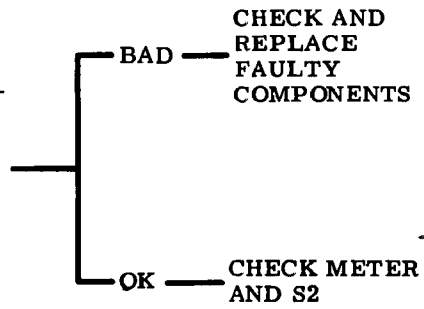 CHECK AND
BAD REPLACE
FAULTY
COMPONENTS
OK CHECK METER
AND S2